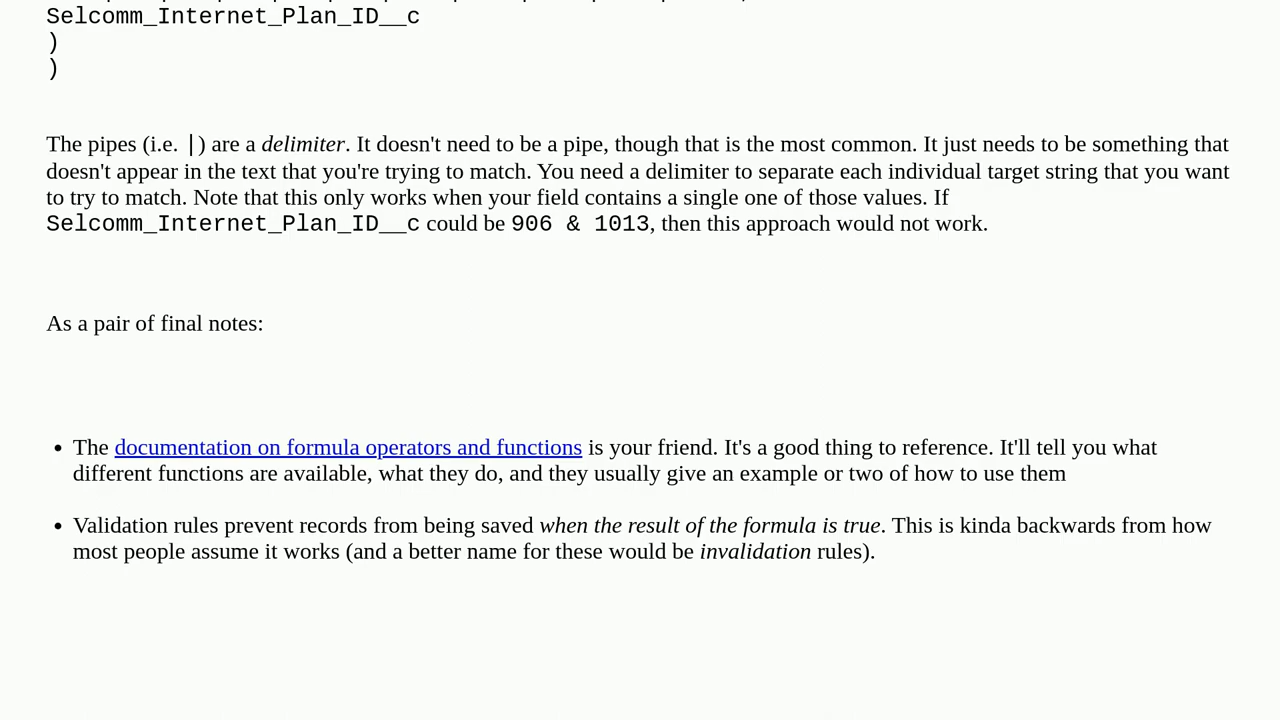 Selcomm_Internet_Plan_ID__c
)
)
The pipes (i.e. |) are a delimiter. It doesn't need to be a pipe, though that is the most common. It just needs to be something that
doesn't appear in the text that you're trying to match. You need a delimiter to separate each individual target string that you want
to try to match. Note that this only works when your field contains a single one of those values. If
Selcomm_Internet_Plan_ID__c could be 906 & 1013, then this approach would not work.
As a pair of final notes:
• The documentation on formula operators and functions is your friend. It's a good thing to reference. It'll tell you what
different functions are available, what they do, and they usually give an example or two of how to use them
• Validation rules prevent records from being saved when the result of the formula is true. This is kinda backwards from how
most people assume it works (and a better name for these would be invalidation rules).